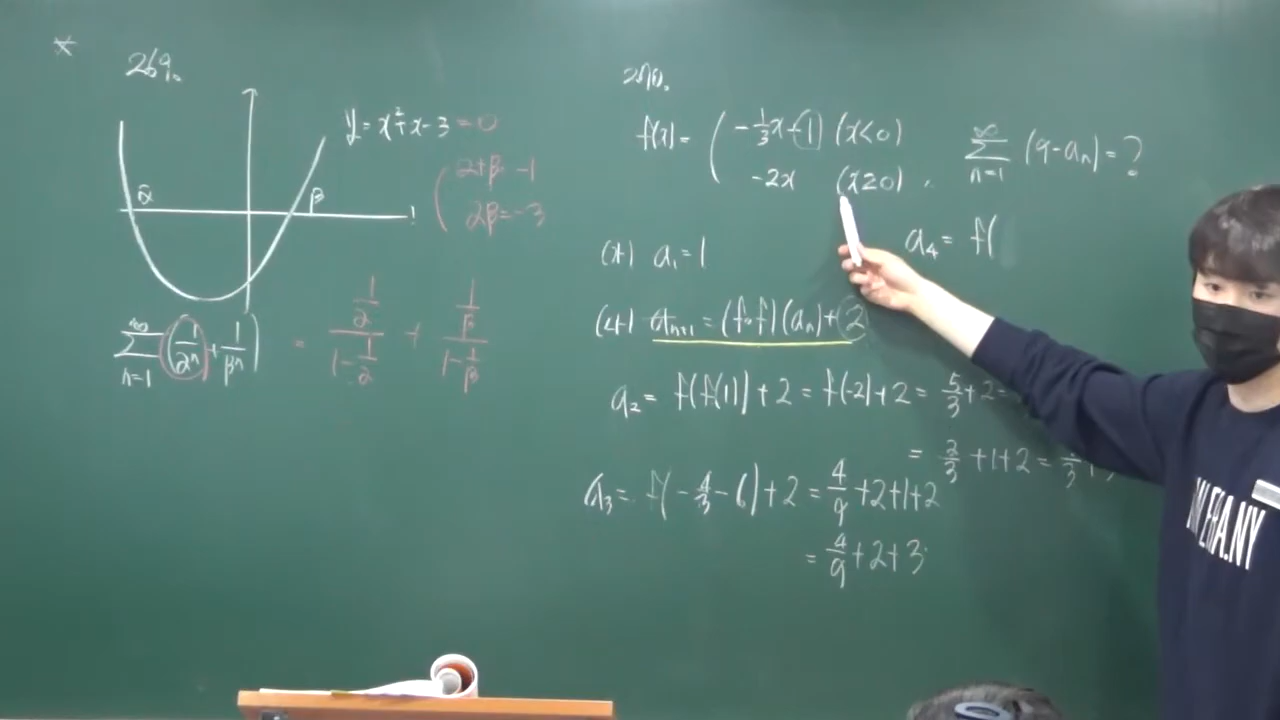 269.
y = x² + x - 3 = 0
α
β
α+β = -1
αβ = -3
∞
Σ
n=1
(1/αⁿ + 1/βⁿ) = (1/α)/(1 - 1/α) + (1/β)/(1 - 1/β)
270.
f(x) = { -1/3x + 1 (x<0)
-2x (x≥0) .
∞
Σ
n=1
(9 - aₙ) = ?
(가) a₁ = 1
a₄ = f(
(나) aₙ₊₁ = (f∘f)(aₙ) + 2
a₂ = f(f(1)) + 2 = f(-2) + 2 = 5/3 + 2 =
= 2/3 + 1 + 2 =
a₃ = f(-4/3 - 6) + 2 = 4/9 + 2 + 1 + 2
= 4/9 + 2 + 3